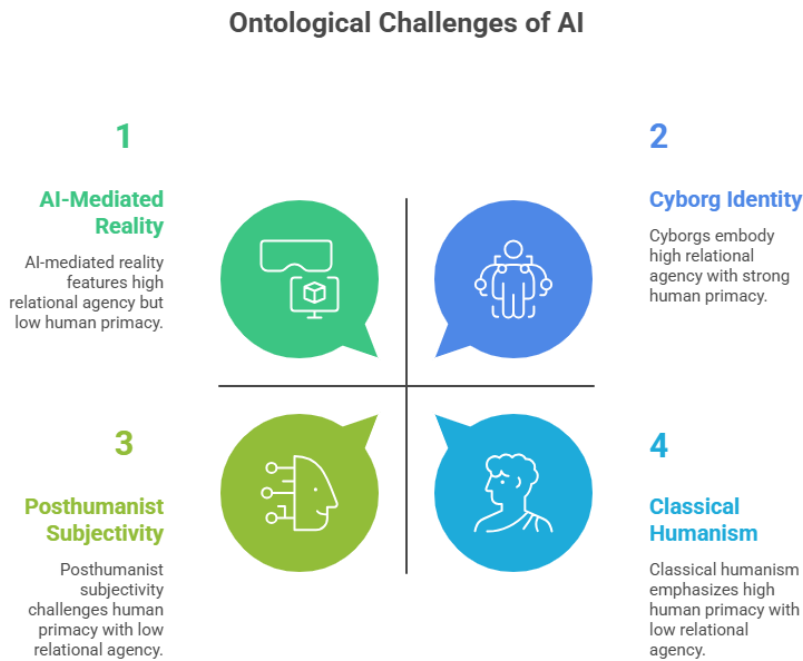 Ontological Challenges of AI
1
AI-Mediated
Reality
AI-mediated reality
features high
relational agency but
low human primacy.
2
Cyborg Identity
Cyborgs embody
high relational
agency with strong
human primacy.
3
Posthumanist
Subjectivity
Posthumanist
subjectivity
challenges human
primacy with low
relational agency.
4
Classical
Humanism
Classical humanism
emphasizes high
human primacy with
low relational
agency.